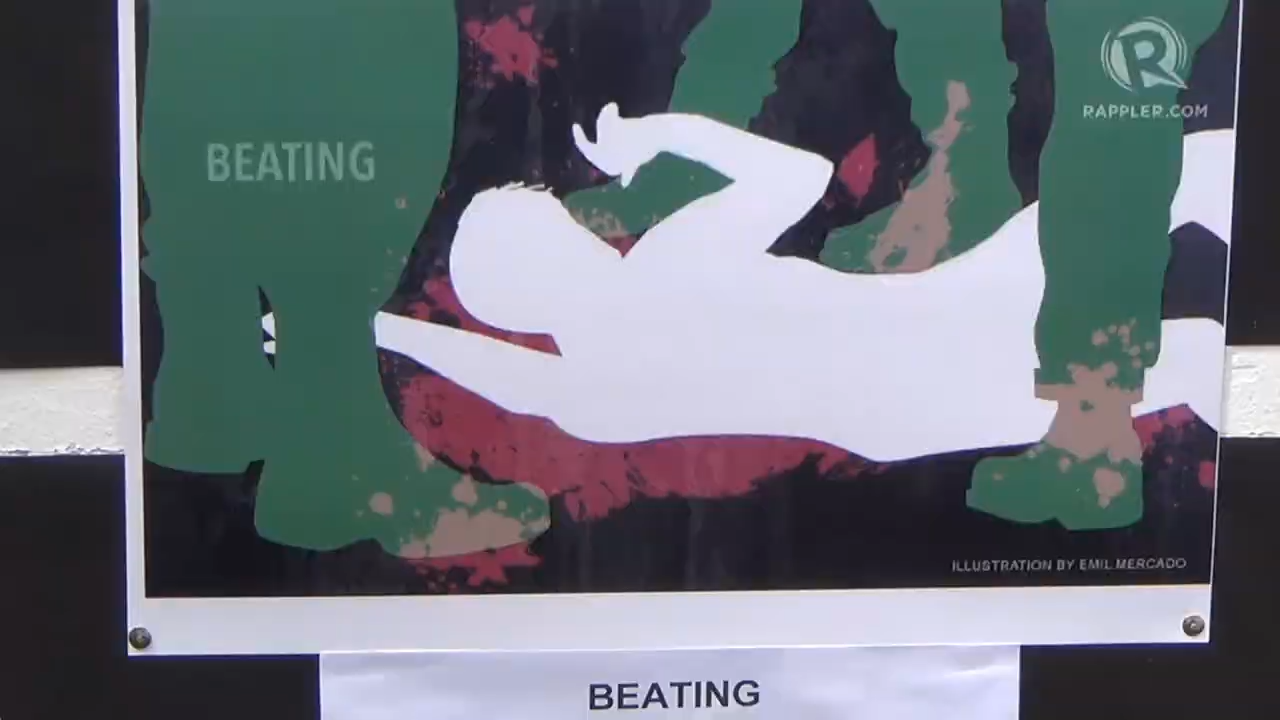 BEATING
R
RAPPLER.COM
ILLUSTRATION BY EMIL MERCADO
BEATING